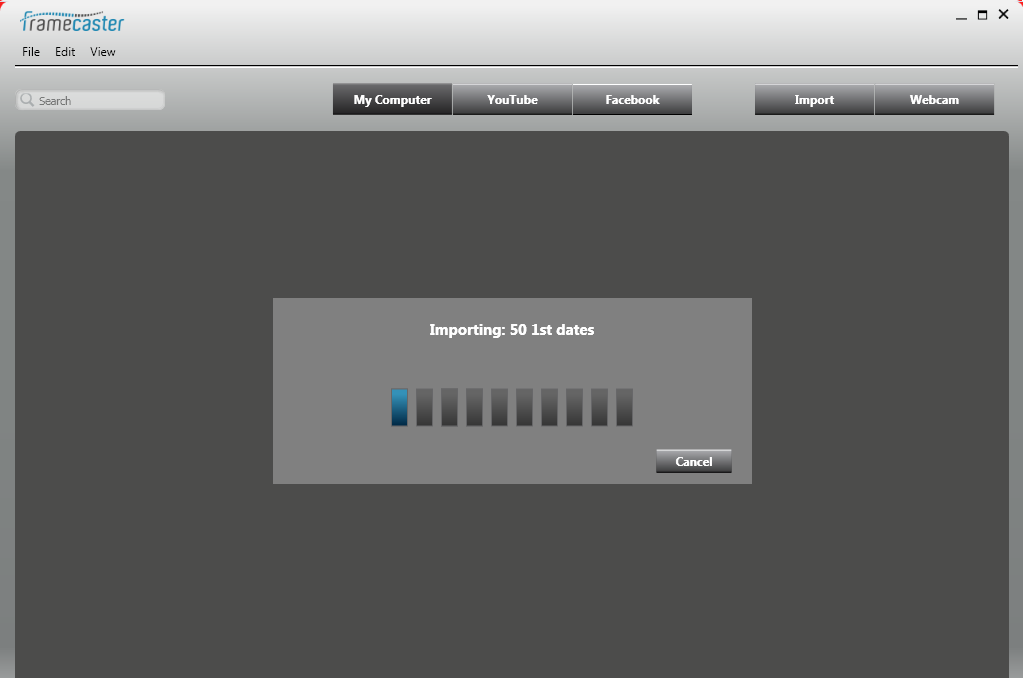 framecaster
File Edit View
Search
My Computer YouTube Facebook Import Webcam
Importing: 50 1st dates
Cancel